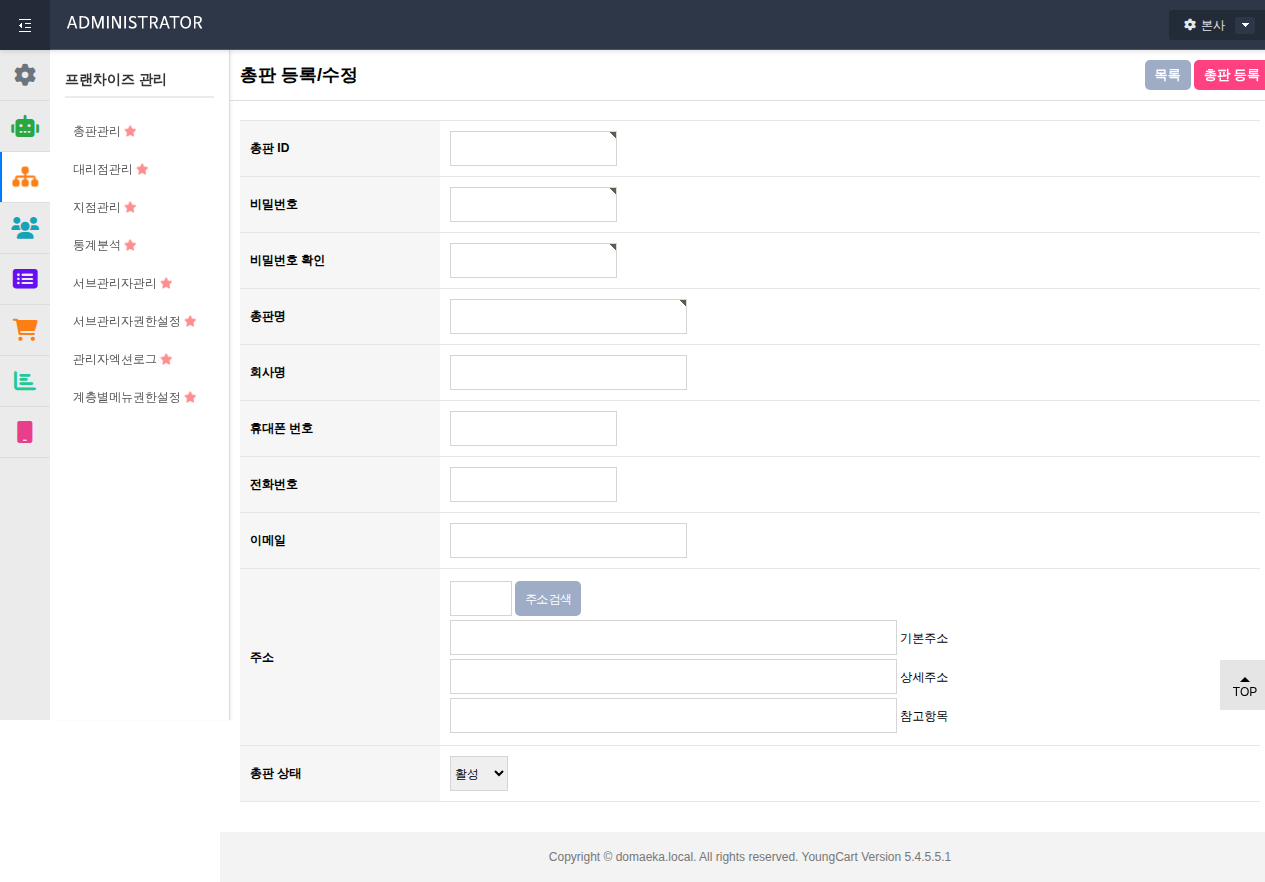 ADMINISTRATOR
본사
프랜차이즈 관리
총판관리
대리점관리
지점관리
통계분석
서브관리자관리
서브관리자권한설정
관리자엑션로그
계층별메뉴권한설정
총판 등록/수정
목록
총판 등록
총판 ID
비밀번호
비밀번호 확인
총판명
회사명
휴대폰 번호
전화번호
이메일
주소
주소검색
기본주소
상세주소
참고항목
총판 상태
활성
TOP
Copyright © domaeka.local. All rights reserved. YoungCart Version 5.4.5.5.1